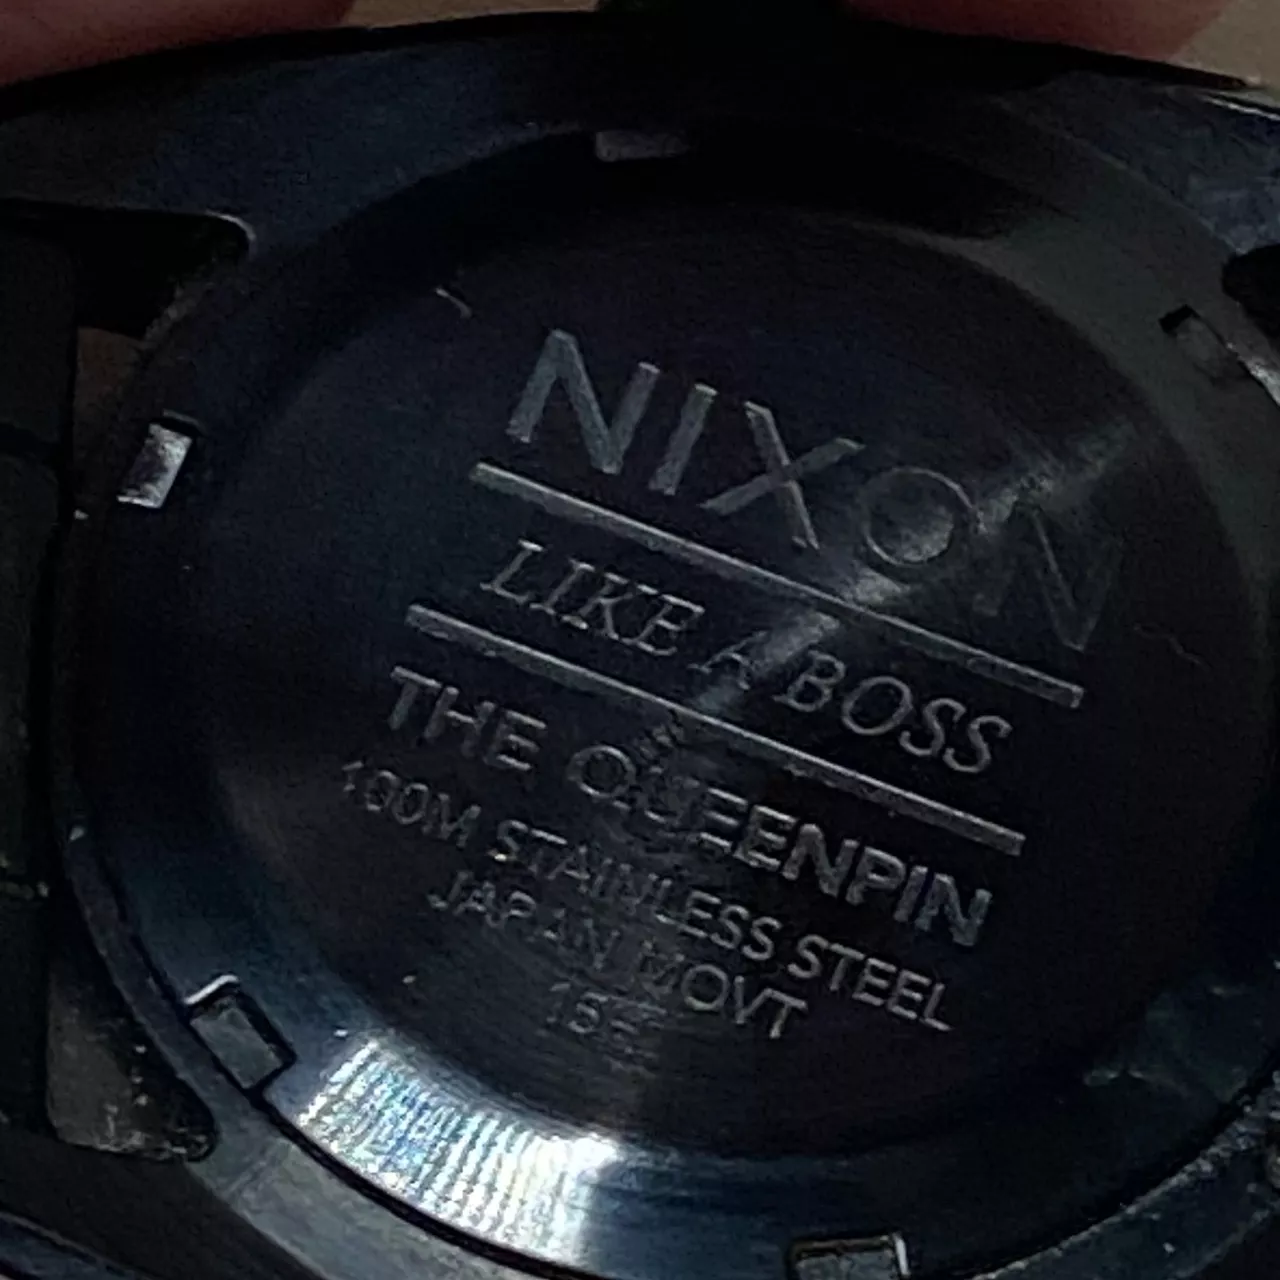 NIXON
LIKE A BOSS
THE QUEENPIN
100M STAINLESS STEEL
JAPAN MOVT